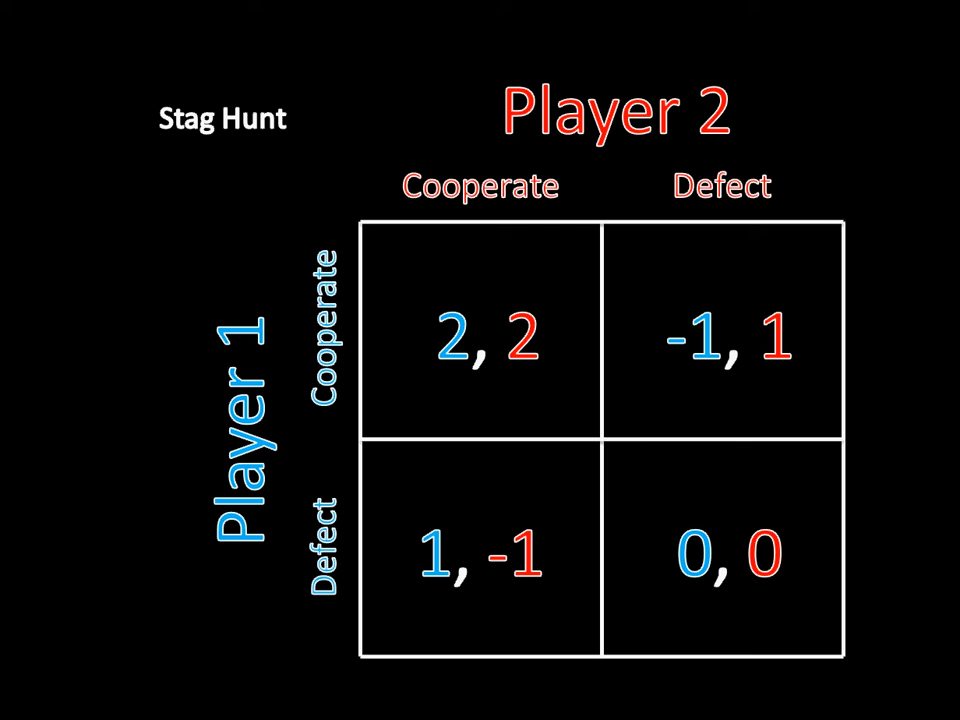 Player 2
Stag Hunt
Cooperate Defect
Player 1
Cooperate
2, 2 -1, 1
Defect
1, -1 0, 0